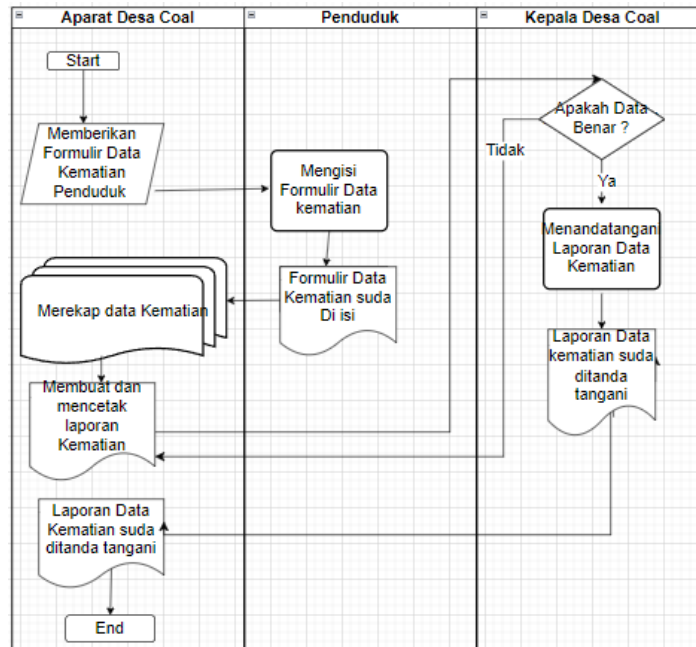 Aparat Desa Coal
Penduduk
Kepala Desa Coal
Start
Memberikan
Formulir Data
Kematian
Penduduk
Mengisi
Formulir Data
kematian
Formulir Data
Kematian suda
Di isi
Merekap data Kematian
Membuat dan
mencetak
laporan
Kematian
Apakah Data
Benar ?
Tidak
Ya
Menandatangani
Laporan Data
Kematian
Laporan Data
kematian suda
ditanda
tangani
Laporan Data
Kematian suda
ditanda tangani
End